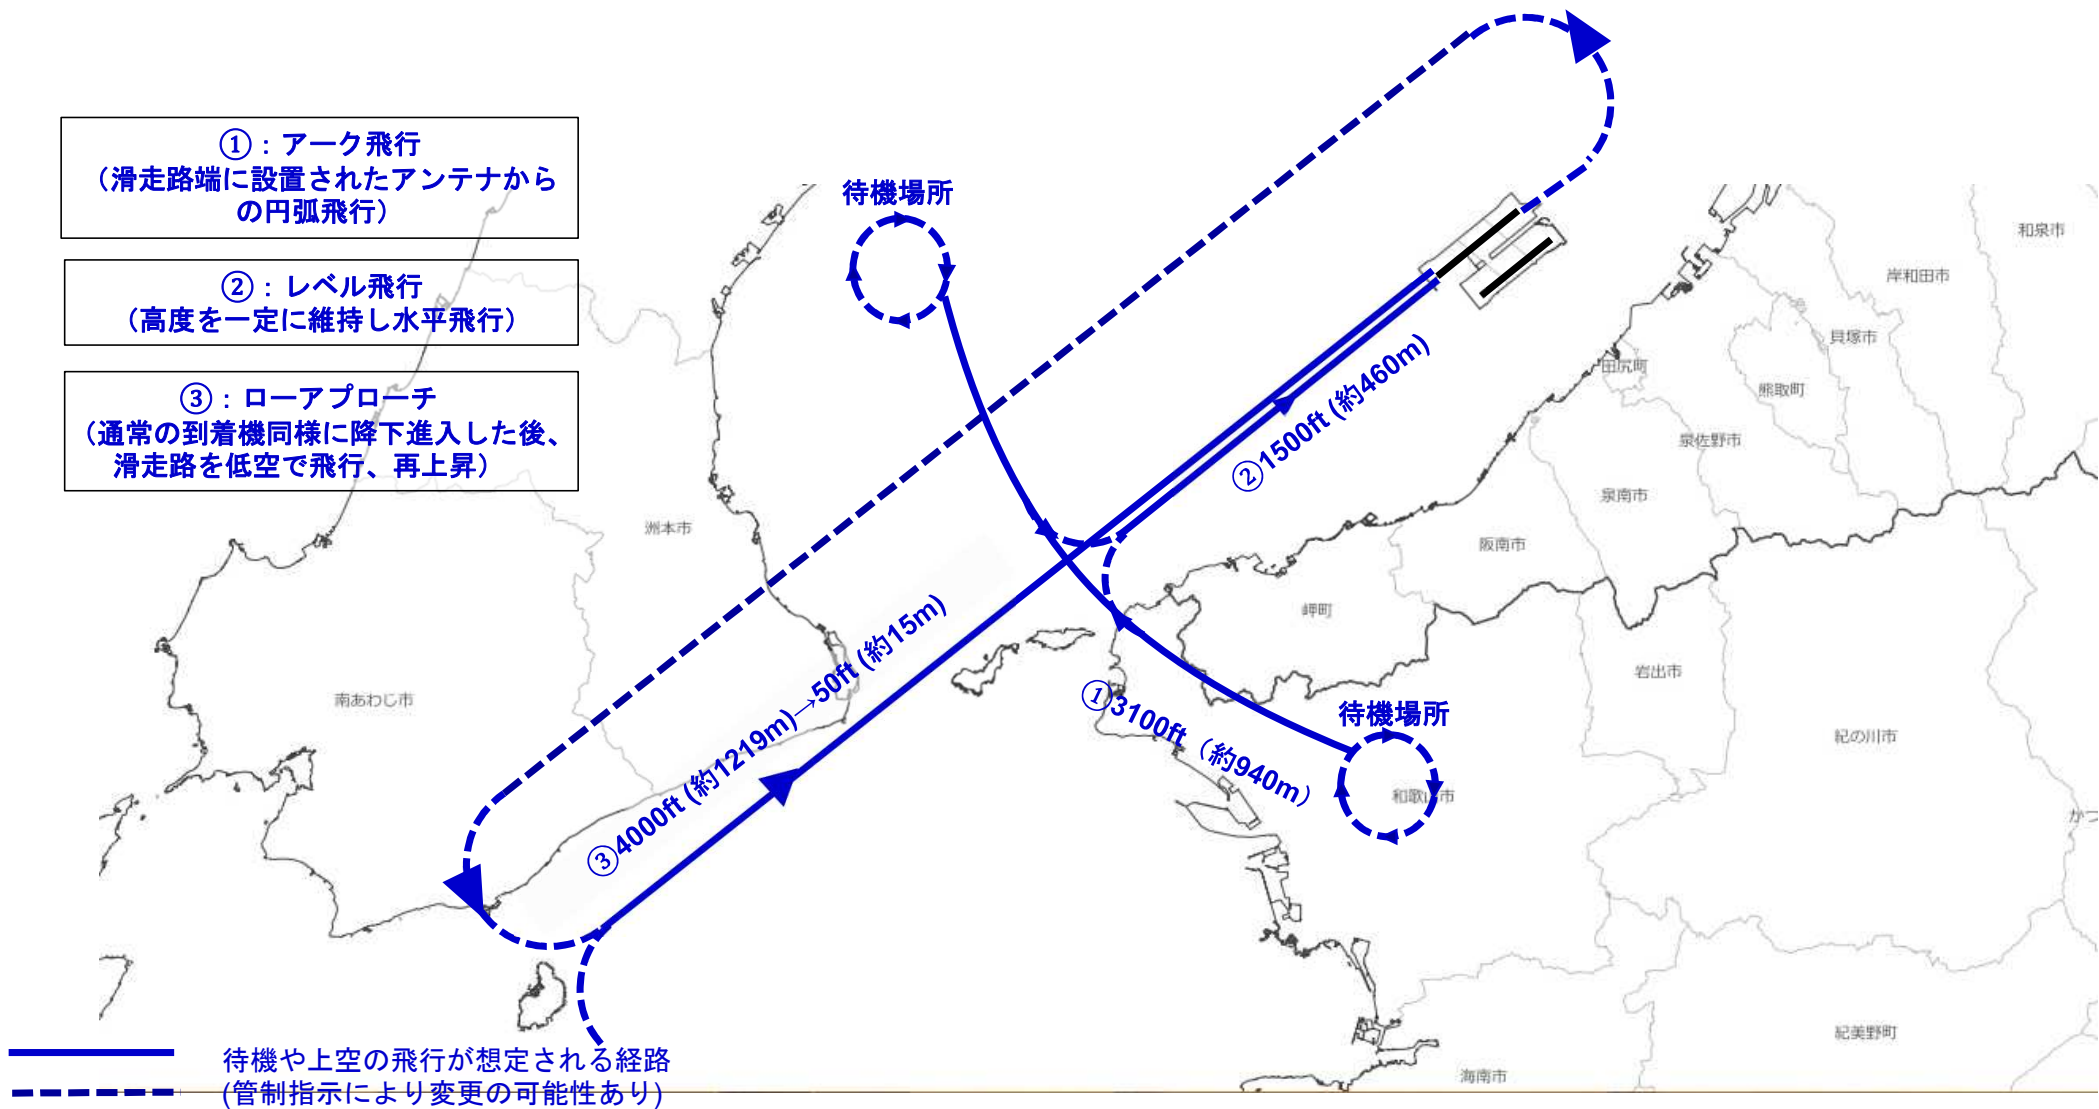 ①：アーク飛行
（滑走路端に設置されたアンテナから
の円弧飛行）
②：レベル飛行
（高度を一定に維持し水平飛行）
③：ローアプローチ
（通常の到着機同様に降下進入した後、
滑走路を低空で飛行、再上昇）
待機場所
和泉市
岸和田市
貝塚市
田尻町
熊取町
泉佐野市
②1500ft (約460m)
泉南市
洲本市
阪南市
岬町
岩出市
南あわじ市
③4000ft (約1219m)→50ft (約15m)
①3100ft（約940m）
待機場所
紀の川市
和歌山市
かつ
紀美野町
海南市
待機や上空の飛行が想定される経路
(管制指示により変更の可能性あり)